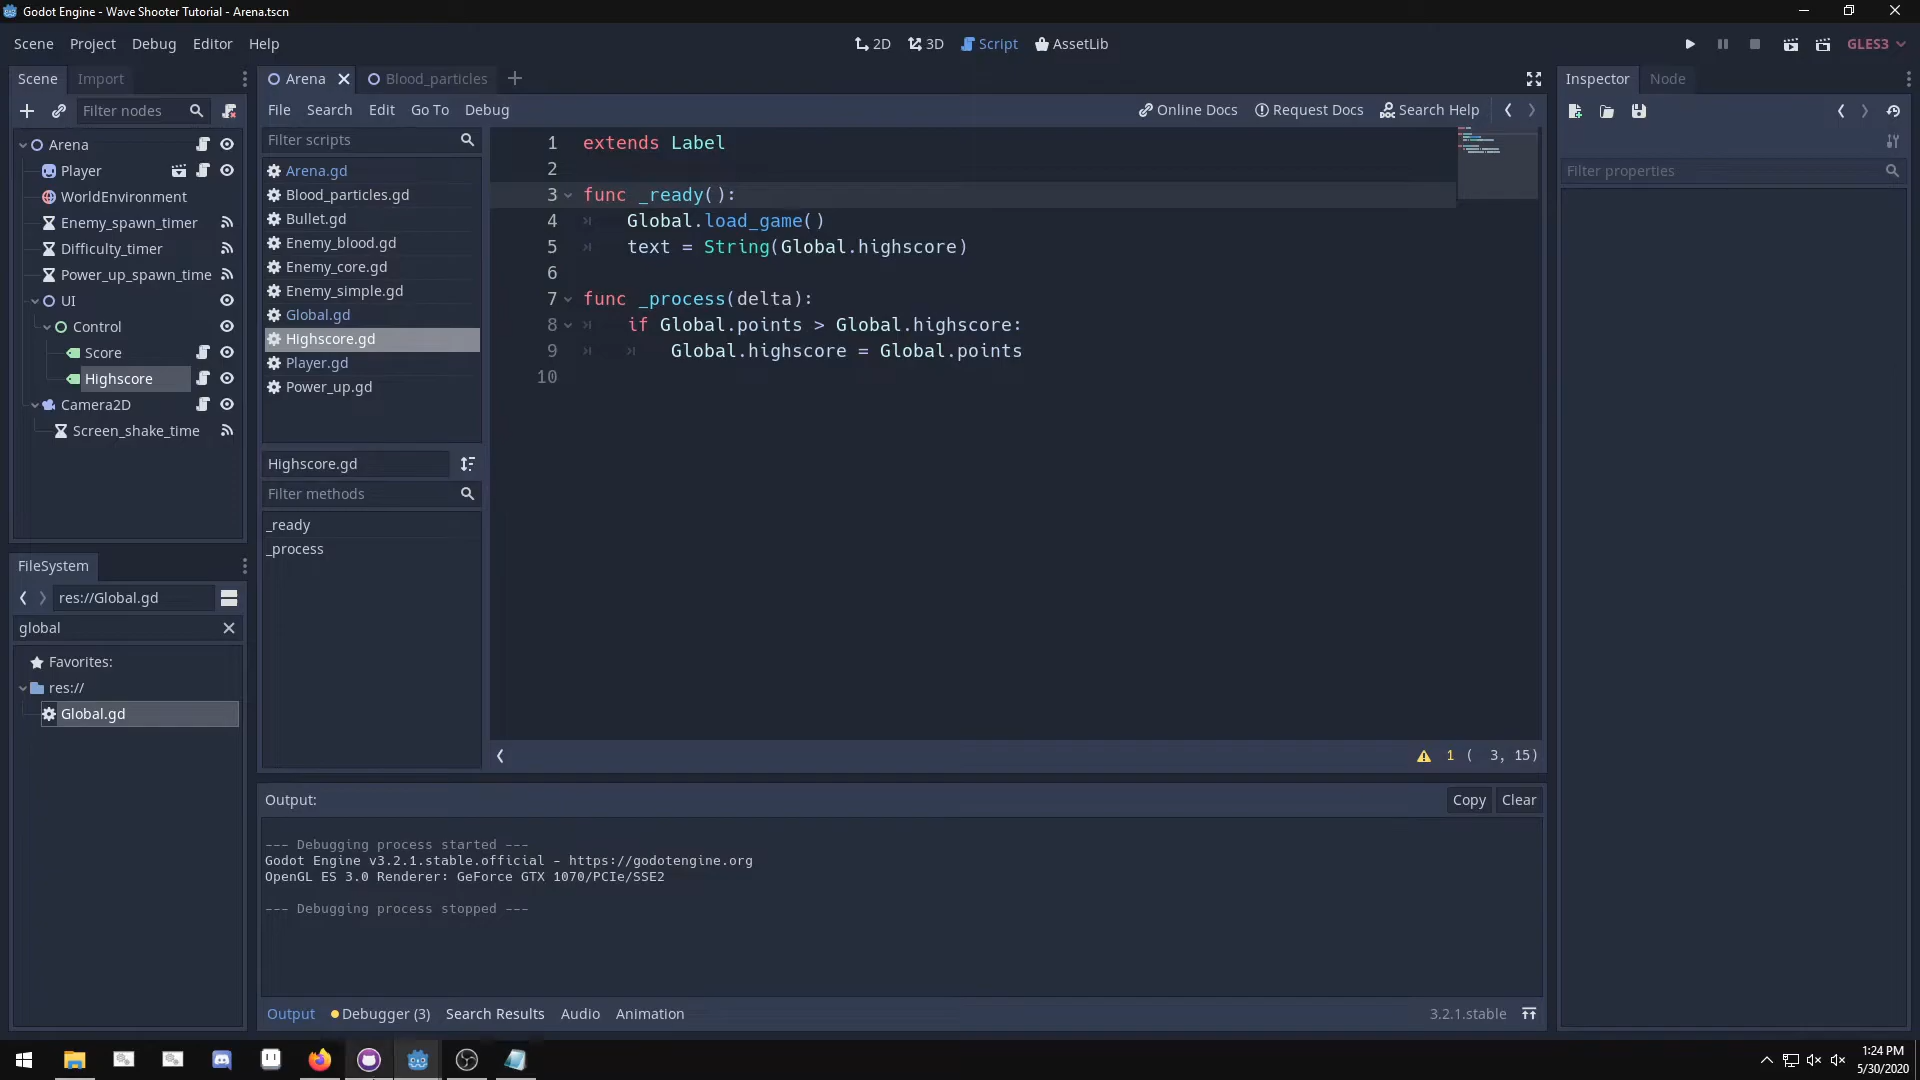 Godot Engine - Wave Shooter Tutorial - Arena.tscn
Scene Project Debug Editor Help
2D 3D Script AssetLib
GLES3
Scene Import
Filter nodes
Arena
Player
WorldEnvironment
Enemy_spawn_timer
Difficulty_timer
Power_up_spawn_time
UI
Control
Score
Highscore
Camera2D
Screen_shake_time
FileSystem
res://Global.gd
global
Favorites:
res://
Global.gd
Arena Blood_particles
File Search Edit Go To Debug
Online Docs Request Docs Search Help
Filter scripts
Arena.gd
Blood_particles.gd
Bullet.gd
Enemy_blood.gd
Enemy_core.gd
Enemy_simple.gd
Global.gd
Highscore.gd
Player.gd
Power_up.gd
Highscore.gd
Filter methods
_ready
_process
1 extends Label
2
3 func _ready():
4 Global.load_game()
5 text = String(Global.highscore)
6
7 func _process(delta):
8 if Global.points > Global.highscore:
9 Global.highscore = Global.points
10
1 ( 3, 15)
Output:
Copy Clear
--- Debugging process started ---
Godot Engine v3.2.1.stable.official - https://godotengine.org
OpenGL ES 3.0 Renderer: GeForce GTX 1070/PCIe/SSE2
--- Debugging process stopped ---
Output Debugger (3) Search Results Audio Animation
3.2.1.stable
Inspector Node
Filter properties
1:24 PM
5/30/2020